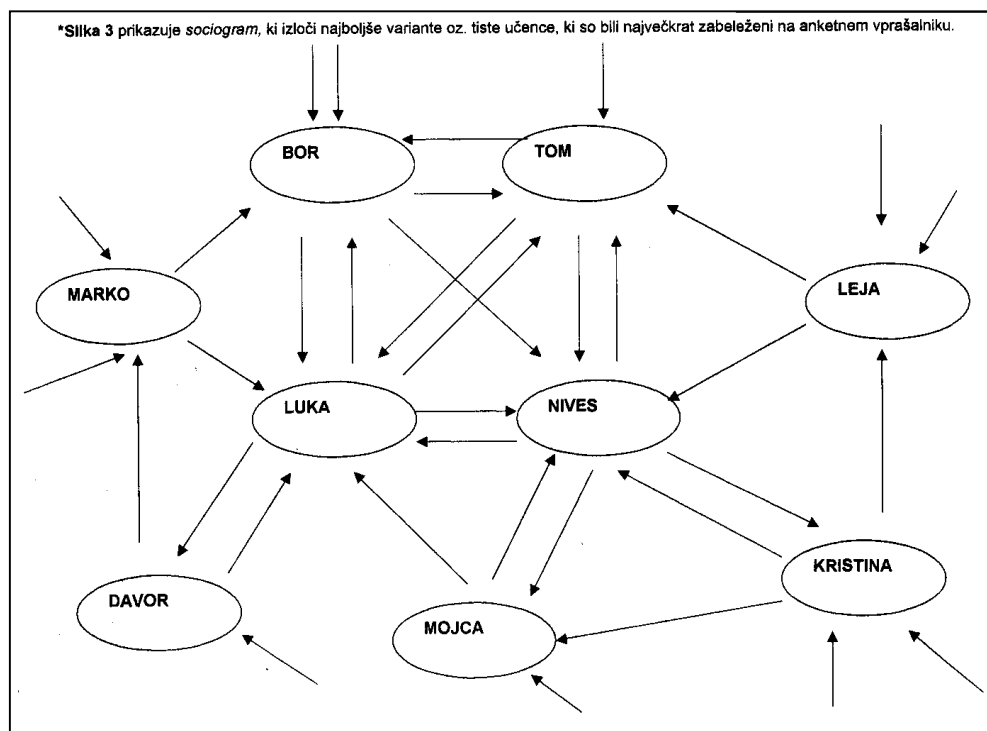 *Slika 3 prikazuje sociogram, ki izloči najboljše variante oz. tiste učence, ki so bili največkrat zabeleženi na anketnem vprašalniku.
BOR TOM
MARKO LEJA
LUKA NIVES
DAVOR MOJCA KRISTINA